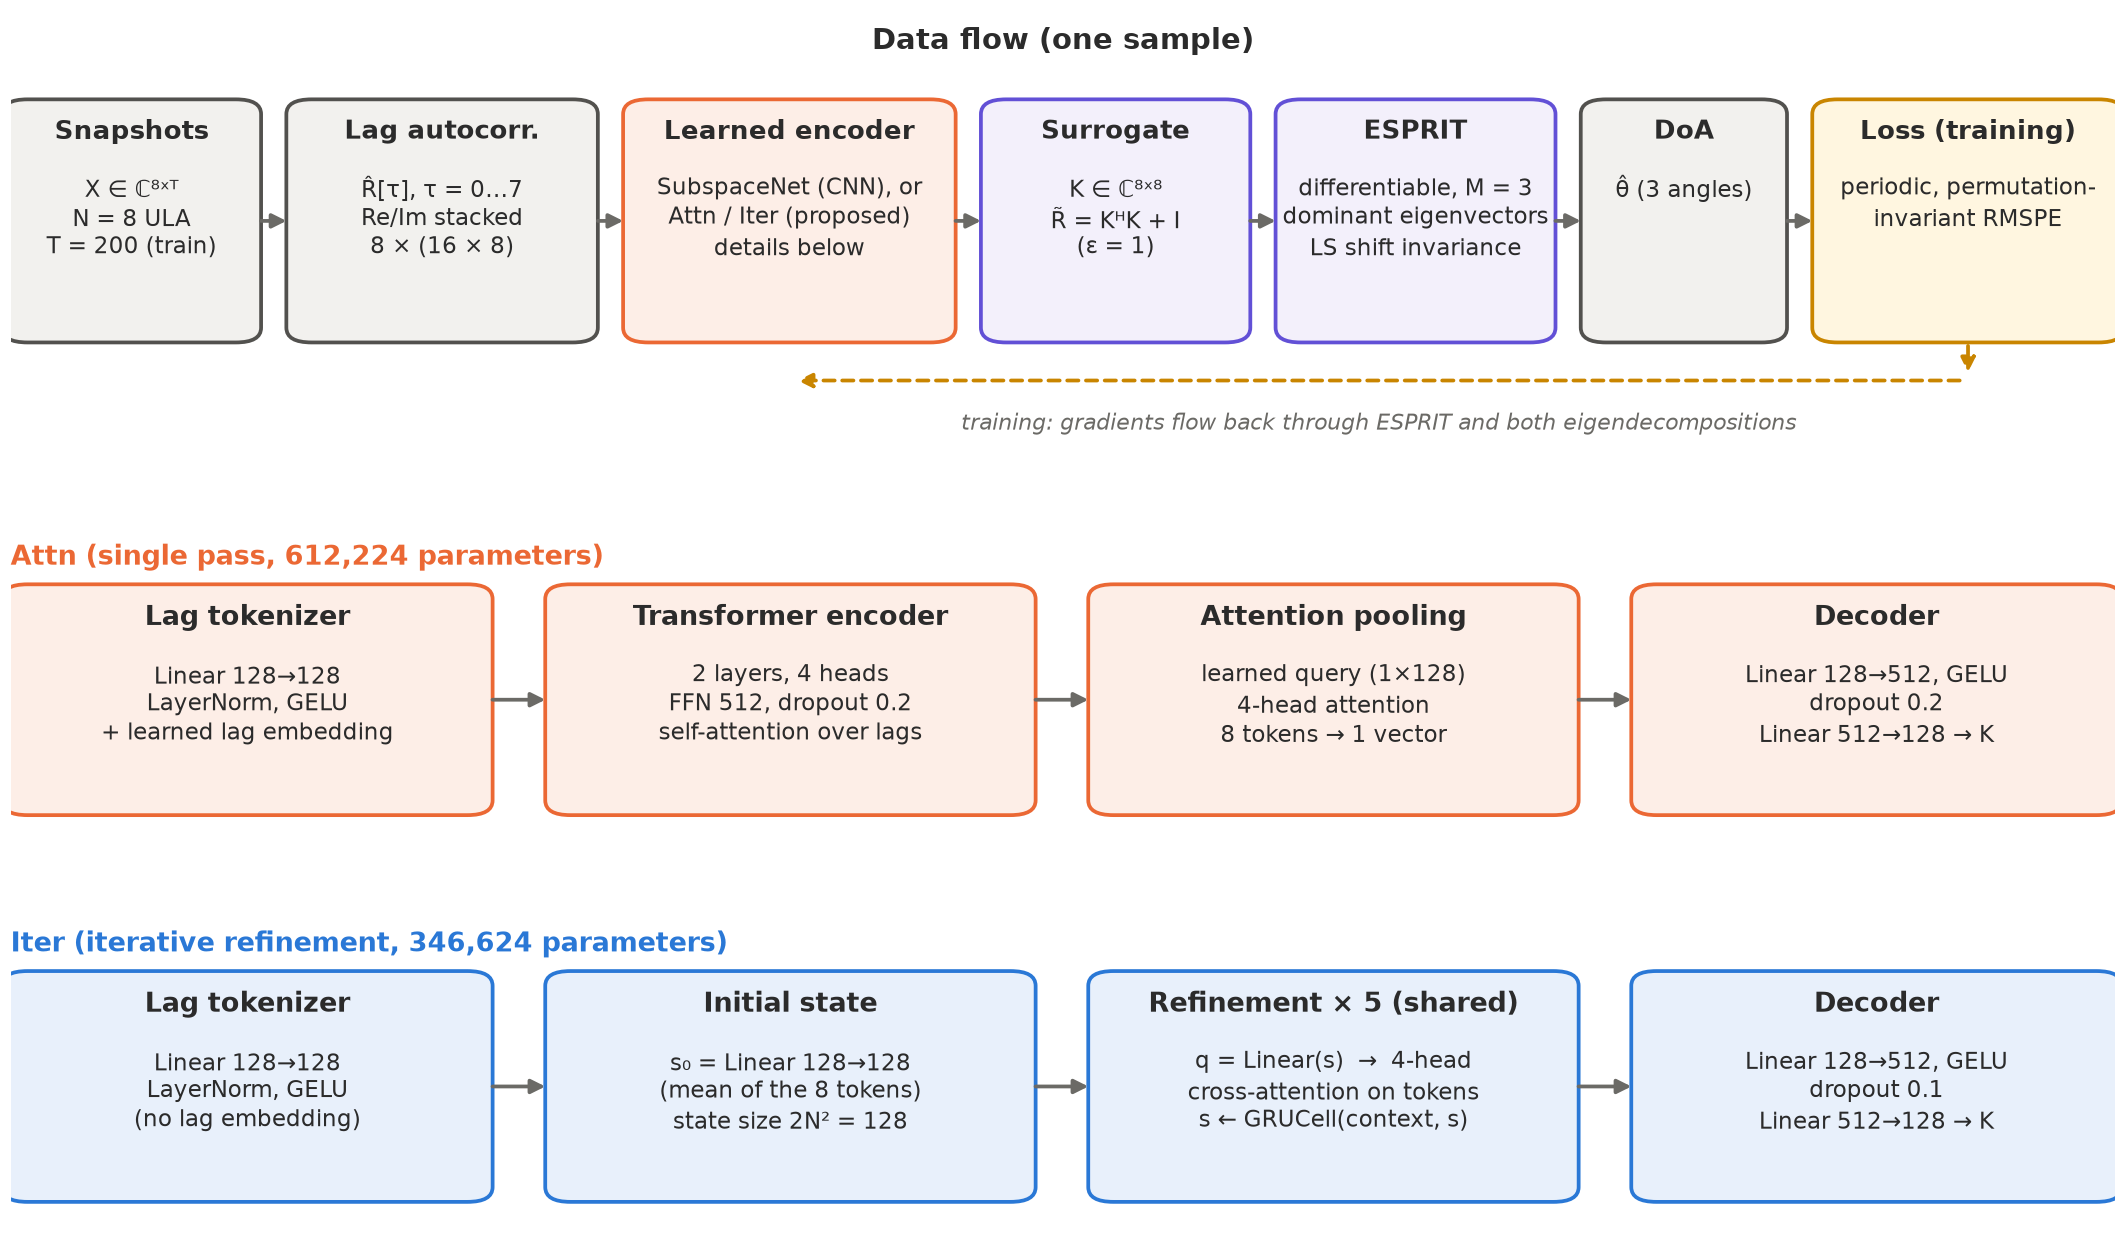 Data flow (one sample)
Snapshots
X ∈ ℂ⁸ˣᵀ
N = 8 ULA
T = 200 (train)
Lag autocorr.
R̂[τ], τ = 0…7
Re/Im stacked
8 × (16 × 8)
Learned encoder
SubspaceNet (CNN), or
Attn / Iter (proposed)
details below
Surrogate
K ∈ ℂ⁸ˣ⁸
R̃ = KᴴK + I
(ε = 1)
ESPRIT
differentiable, M = 3
dominant eigenvectors
LS shift invariance
DoA
θ̂ (3 angles)
Loss (training)
periodic, permutation-
invariant RMSPE
training: gradients flow back through ESPRIT and both eigendecompositions
Attn (single pass, 612,224 parameters)
Lag tokenizer
Linear 128→128
LayerNorm, GELU
+ learned lag embedding
Transformer encoder
2 layers, 4 heads
FFN 512, dropout 0.2
self-attention over lags
Attention pooling
learned query (1×128)
4-head attention
8 tokens → 1 vector
Decoder
Linear 128→512, GELU
dropout 0.2
Linear 512→128 → K
Iter (iterative refinement, 346,624 parameters)
Lag tokenizer
Linear 128→128
LayerNorm, GELU
(no lag embedding)
Initial state
s₀ = Linear 128→128
(mean of the 8 tokens)
state size 2N² = 128
Refinement × 5 (shared)
q = Linear(s) → 4-head
cross-attention on tokens
s ← GRUCell(context, s)
Decoder
Linear 128→512, GELU
dropout 0.1
Linear 512→128 → K